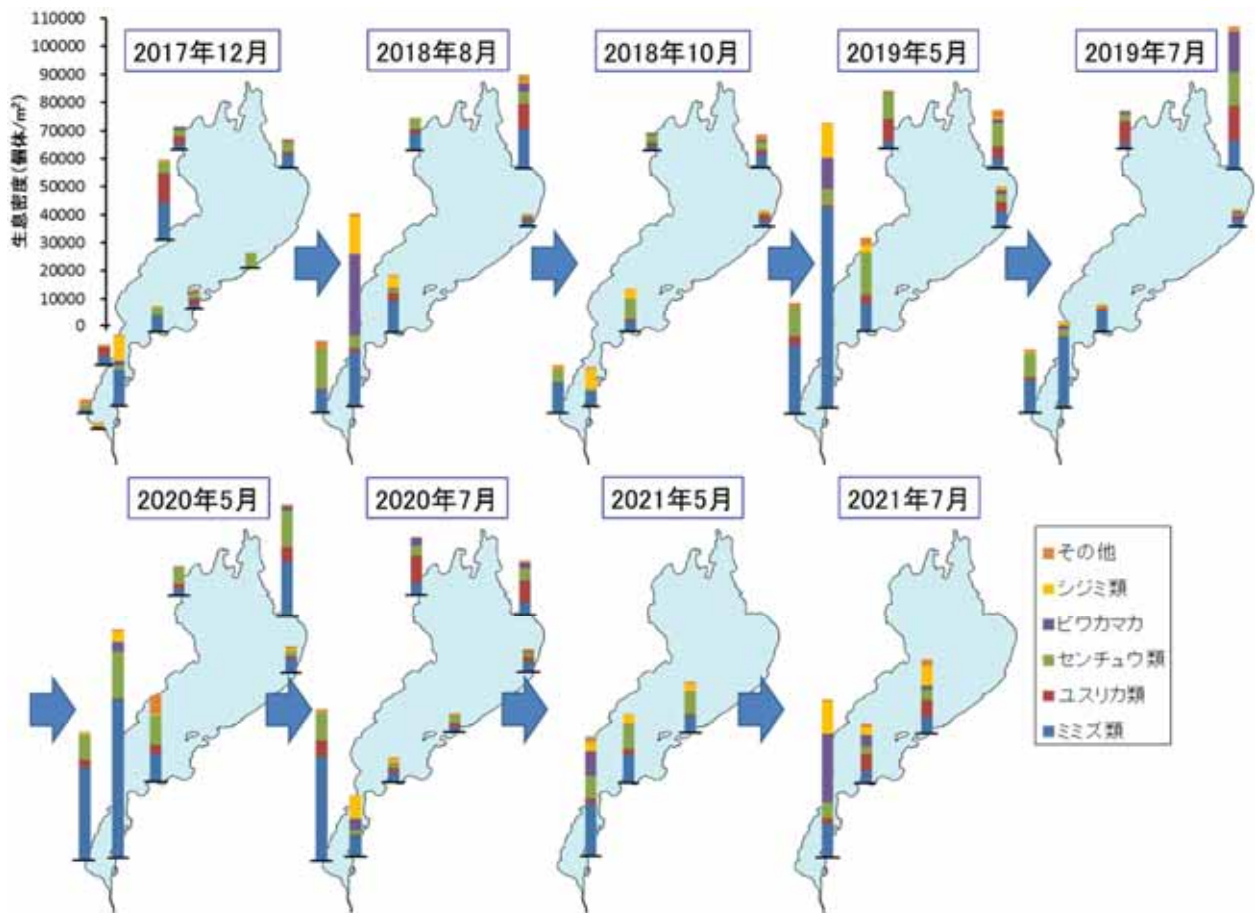 110000
100000
90000
80000
70000
60000
50000
40000
30000
20000
10000
0
生息密度(個体/m²)
2017年12月
2018年8月
2018年10月
2019年5月
2019年7月
2020年5月
2020年7月
2021年5月
2021年7月
その他
シジミ類
ビワカマカ
センチュウ類
ユスリカ類
ミミズ類